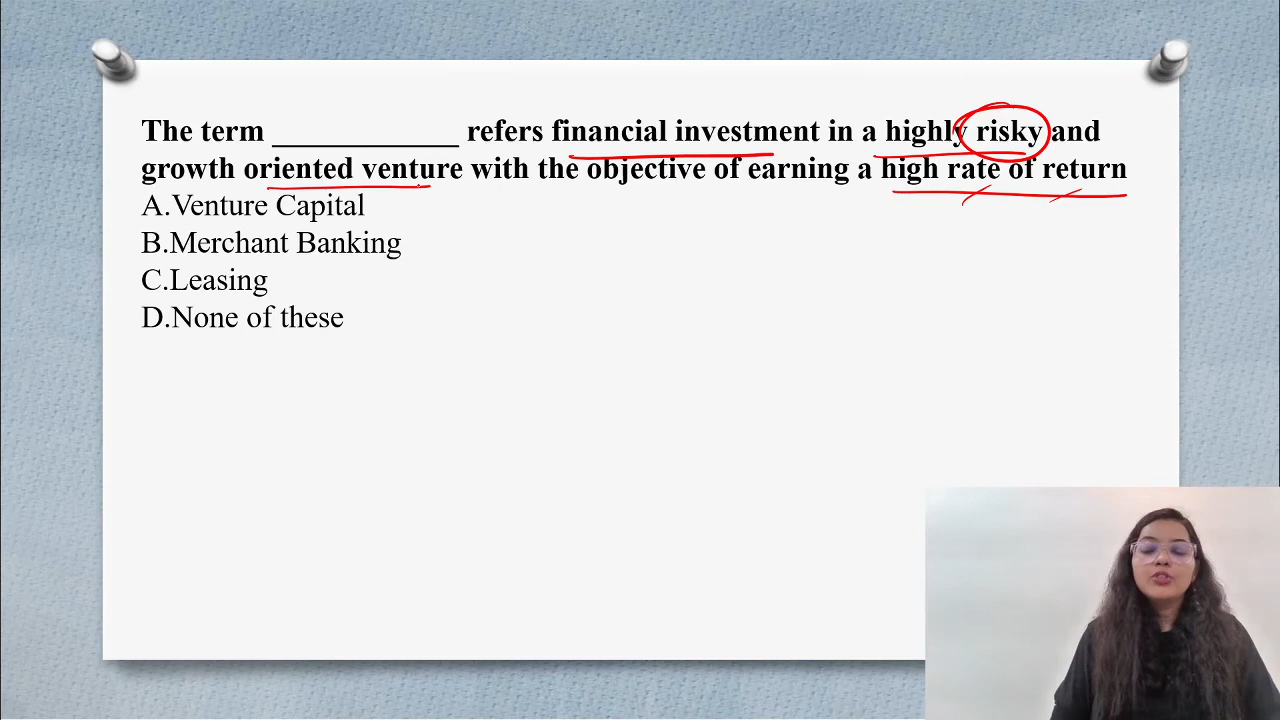 The term _____________ refers financial investment in a highly risky and
growth oriented venture with the objective of earning a high rate of return
A.Venture Capital
B.Merchant Banking
C.Leasing
D.None of these